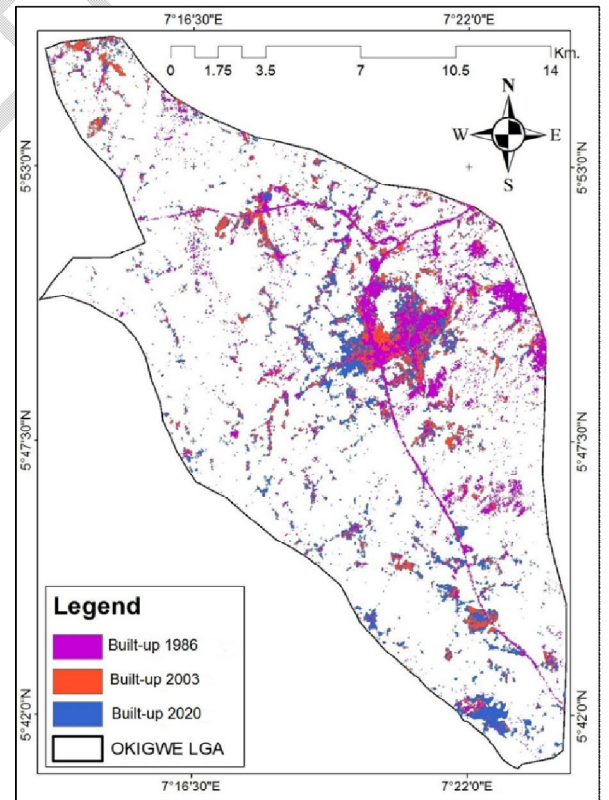 7°16'30"E 7°22'0"E
Km.
0 1.75 3.5 7 10.5 14
N
W E
S
5°53'0"N 5°53'0"N
5°47'30"N 5°47'30"N
5°42'0"N 5°42'0"N
Legend
Built-up 1986
Built-up 2003
Built-up 2020
OKIGWE LGA
7°16'30"E 7°22'0"E